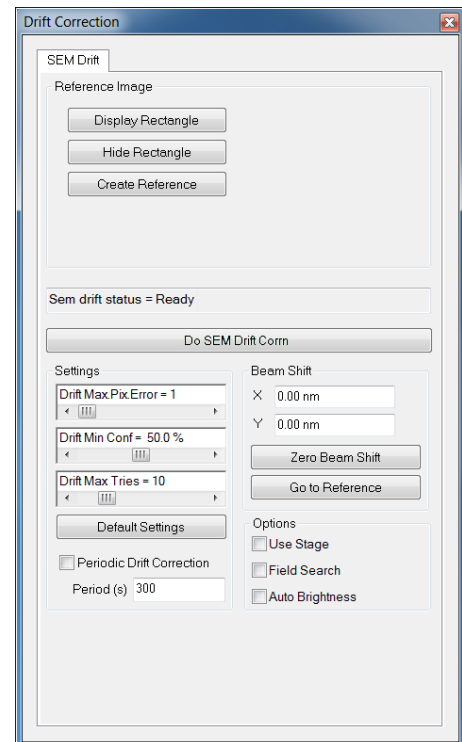 Drift Correction
SEM Drift
Reference Image
Display Rectangle
Hide Rectangle
Create Reference
Sem drift status = Ready
Do SEM Drift Corrn
Settings
Drift Max.Pix.Error = 1
Drift Min Conf = 50.0 %
Drift Max Tries = 10
Default Settings
Periodic Drift Correction
Period (s) 300
Beam Shift
X 0.00 nm
Y 0.00 nm
Zero Beam Shift
Go to Reference
Options
Use Stage
Field Search
Auto Brightness